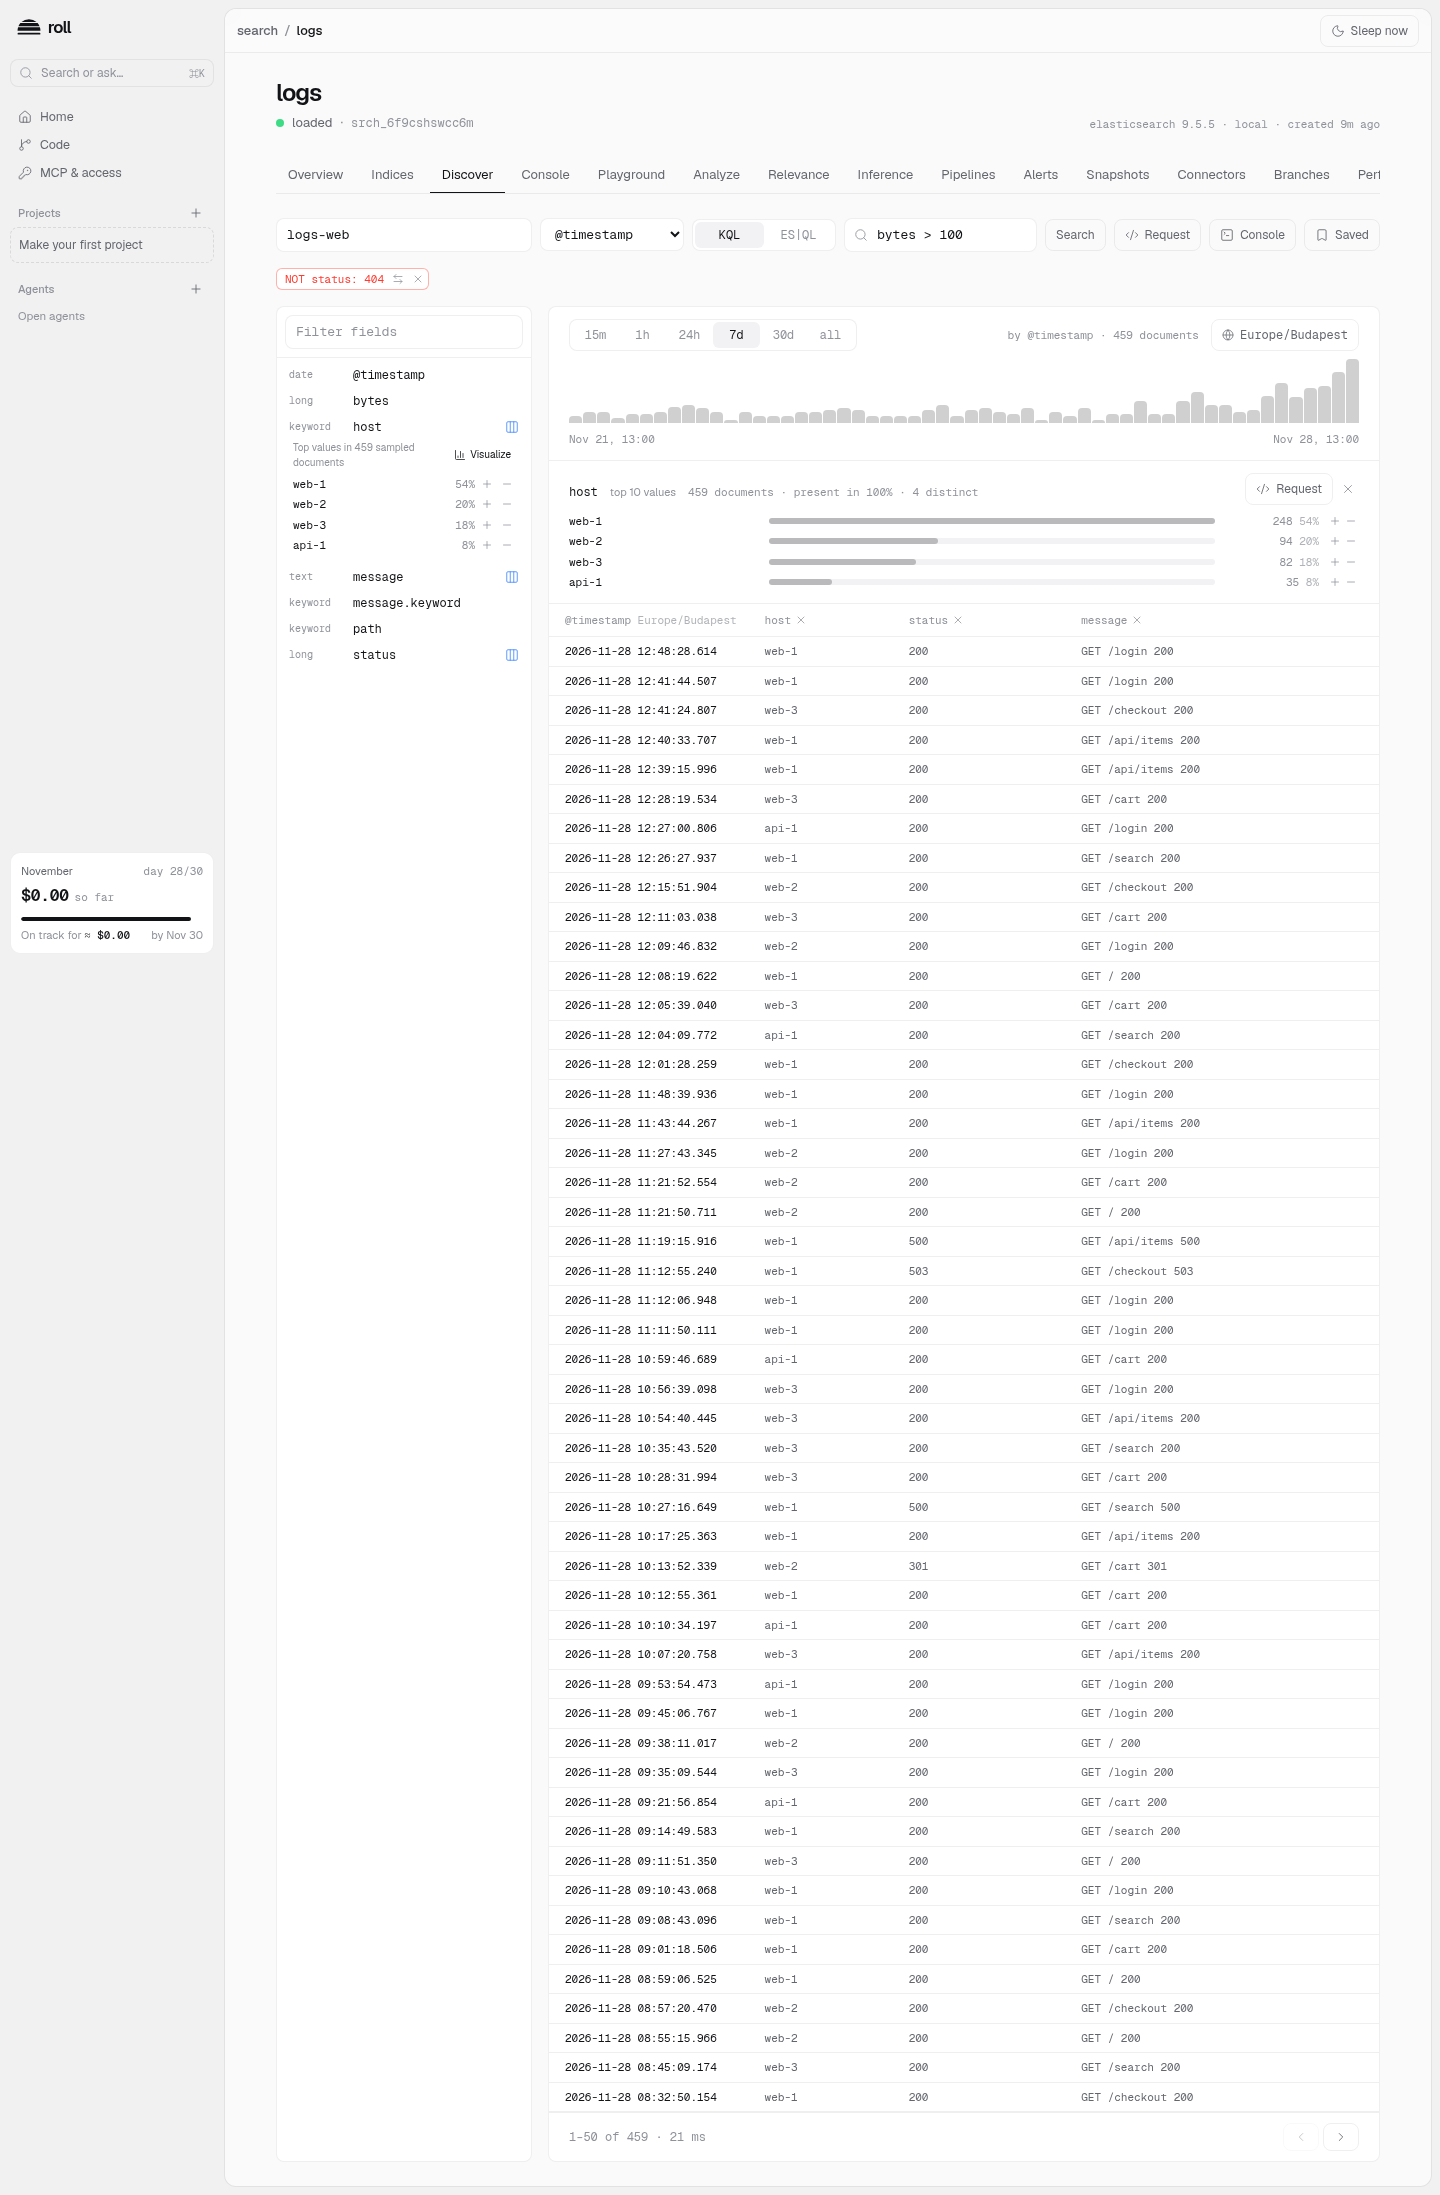 roll
Search or ask... ⌘K
Home
Code
MCP & access
Projects
Make your first project
Agents
Open agents
November day 28/30
$0.00 so far
On track for ≈ $0.00 by Nov 30
search / logs
Sleep now
logs
loaded · srch_6f9cshswcc6m
elasticsearch 9.5.5 · local · created 9m ago
Overview Indices Discover Console Playground Analyze Relevance Inference Pipelines Alerts Snapshots Connectors Branches Perf
logs-web @timestamp KQL ES|QL bytes > 100 Search Request Console Saved
NOT status: 404
Filter fields
date @timestamp
long bytes
keyword host
Top values in 459 sampled documents Visualize
web-1 54%
web-2 20%
web-3 18%
api-1 8%
text message
keyword message.keyword
keyword path
long status
15m 1h 24h 7d 30d all
by @timestamp · 459 documents Europe/Budapest
Nov 21, 13:00 Nov 28, 13:00
host top 10 values 459 documents · present in 100% · 4 distinct Request
web-1 248 54%
web-2 94 20%
web-3 82 18%
api-1 35 8%
@timestamp Europe/Budapest host status message
2026-11-28 12:48:28.614 web-1 200 GET /login 200
2026-11-28 12:41:44.507 web-1 200 GET /login 200
2026-11-28 12:41:24.807 web-3 200 GET /checkout 200
2026-11-28 12:40:33.707 web-1 200 GET /api/items 200
2026-11-28 12:39:15.996 web-1 200 GET /api/items 200
2026-11-28 12:28:19.534 web-3 200 GET /cart 200
2026-11-28 12:27:00.806 api-1 200 GET /login 200
2026-11-28 12:26:27.937 web-1 200 GET /search 200
2026-11-28 12:15:51.904 web-2 200 GET /checkout 200
2026-11-28 12:11:03.038 web-3 200 GET /cart 200
2026-11-28 12:09:46.832 web-2 200 GET /login 200
2026-11-28 12:08:19.622 web-1 200 GET / 200
2026-11-28 12:05:39.040 web-3 200 GET /cart 200
2026-11-28 12:04:09.772 api-1 200 GET /search 200
2026-11-28 12:01:28.259 web-1 200 GET /checkout 200
2026-11-28 11:48:39.936 web-1 200 GET /login 200
2026-11-28 11:43:44.267 web-1 200 GET /api/items 200
2026-11-28 11:27:43.345 web-2 200 GET /login 200
2026-11-28 11:21:52.554 web-2 200 GET /cart 200
2026-11-28 11:21:50.711 web-2 200 GET / 200
2026-11-28 11:19:15.916 web-1 500 GET /api/items 500
2026-11-28 11:12:55.240 web-1 503 GET /checkout 503
2026-11-28 11:12:06.948 web-1 200 GET /login 200
2026-11-28 11:11:50.111 web-1 200 GET /login 200
2026-11-28 10:59:46.689 api-1 200 GET /cart 200
2026-11-28 10:56:39.098 web-3 200 GET /login 200
2026-11-28 10:54:40.445 web-3 200 GET /api/items 200
2026-11-28 10:35:43.520 web-3 200 GET /search 200
2026-11-28 10:28:31.994 web-3 200 GET /cart 200
2026-11-28 10:27:16.649 web-1 500 GET /search 500
2026-11-28 10:17:25.363 web-1 200 GET /api/items 200
2026-11-28 10:13:52.339 web-2 301 GET /cart 301
2026-11-28 10:12:55.361 web-1 200 GET /cart 200
2026-11-28 10:10:34.197 api-1 200 GET /cart 200
2026-11-28 10:07:20.758 web-3 200 GET /api/items 200
2026-11-28 09:53:54.473 api-1 200 GET /login 200
2026-11-28 09:45:06.767 web-1 200 GET /login 200
2026-11-28 09:38:11.017 web-2 200 GET / 200
2026-11-28 09:35:09.544 web-3 200 GET /login 200
2026-11-28 09:21:56.854 api-1 200 GET /cart 200
2026-11-28 09:14:49.583 web-1 200 GET /search 200
2026-11-28 09:11:51.350 web-3 200 GET / 200
2026-11-28 09:10:43.068 web-1 200 GET /login 200
2026-11-28 09:08:43.096 web-1 200 GET /search 200
2026-11-28 09:01:18.506 web-1 200 GET /cart 200
2026-11-28 08:59:06.525 web-1 200 GET / 200
2026-11-28 08:57:20.470 web-2 200 GET /checkout 200
2026-11-28 08:55:15.966 web-2 200 GET / 200
2026-11-28 08:45:09.174 web-3 200 GET /search 200
2026-11-28 08:32:50.154 web-1 200 GET /checkout 200
1–50 of 459 · 21 ms